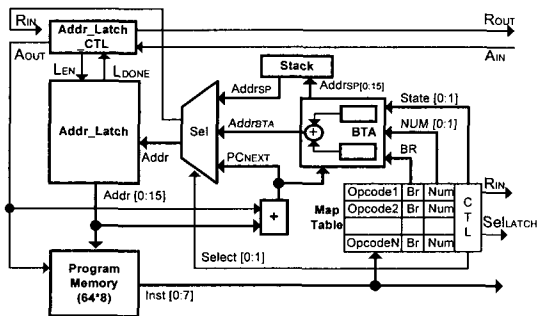 RIN
Addr_Latch
_CTL
ROUT
AOUT
AIN
LEN
LDONE
Stack
AddrSP
AddrSP[0:15]
State [0:1]
Addr_Latch
Sel
AddrBTA
BTA
NUM [0:1]
Addr
PCNEXT
BR
Addr [0:15]
+
+
Map
Table
Opcode1 Br Num
Opcode2 Br Num
OpcodeN Br Num
C
T
L
RIN
SelLATCH
Select [0:1]
Program
Memory
(64*8)
Inst [0:7]